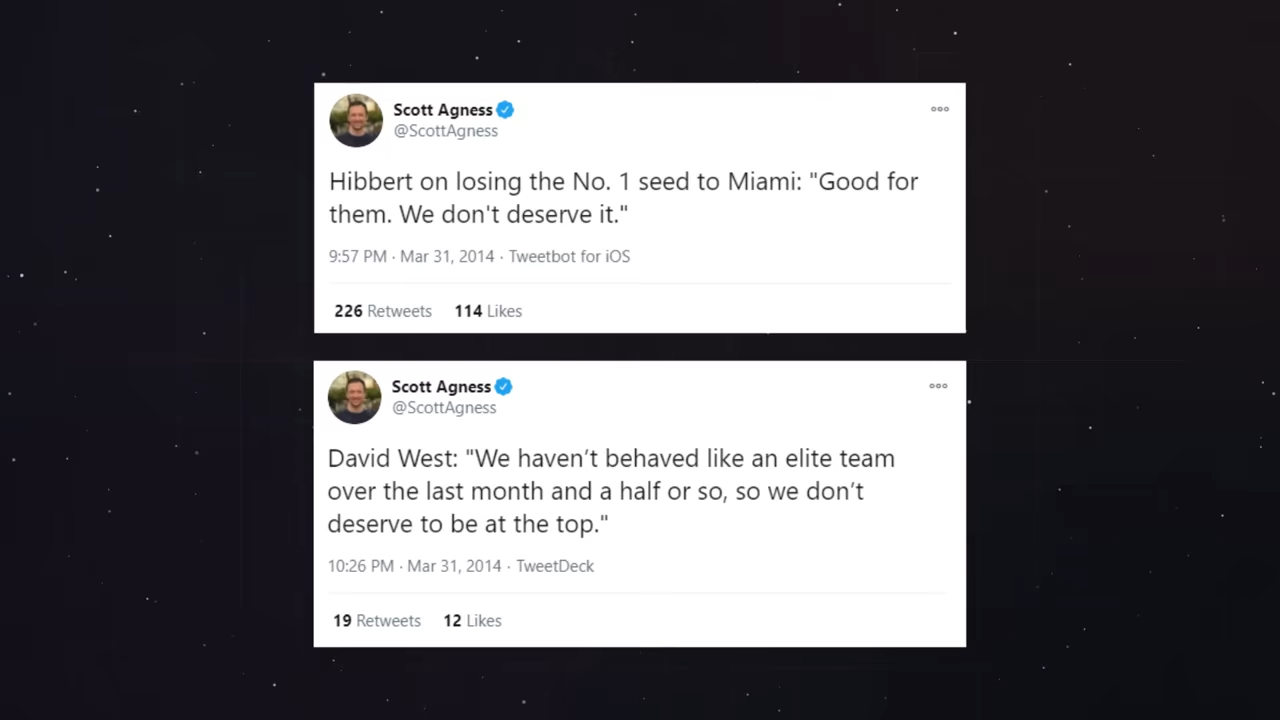 Scott Agness
@ScottAgness
Hibbert on losing the No. 1 seed to Miami: "Good for
them. We don't deserve it."
9:57 PM · Mar 31, 2014 · Tweetbot for iOS
226 Retweets 114 Likes
Scott Agness
@ScottAgness
David West: "We haven’t behaved like an elite team
over the last month and a half or so, so we don’t
deserve to be at the top."
10:26 PM · Mar 31, 2014 · TweetDeck
19 Retweets 12 Likes